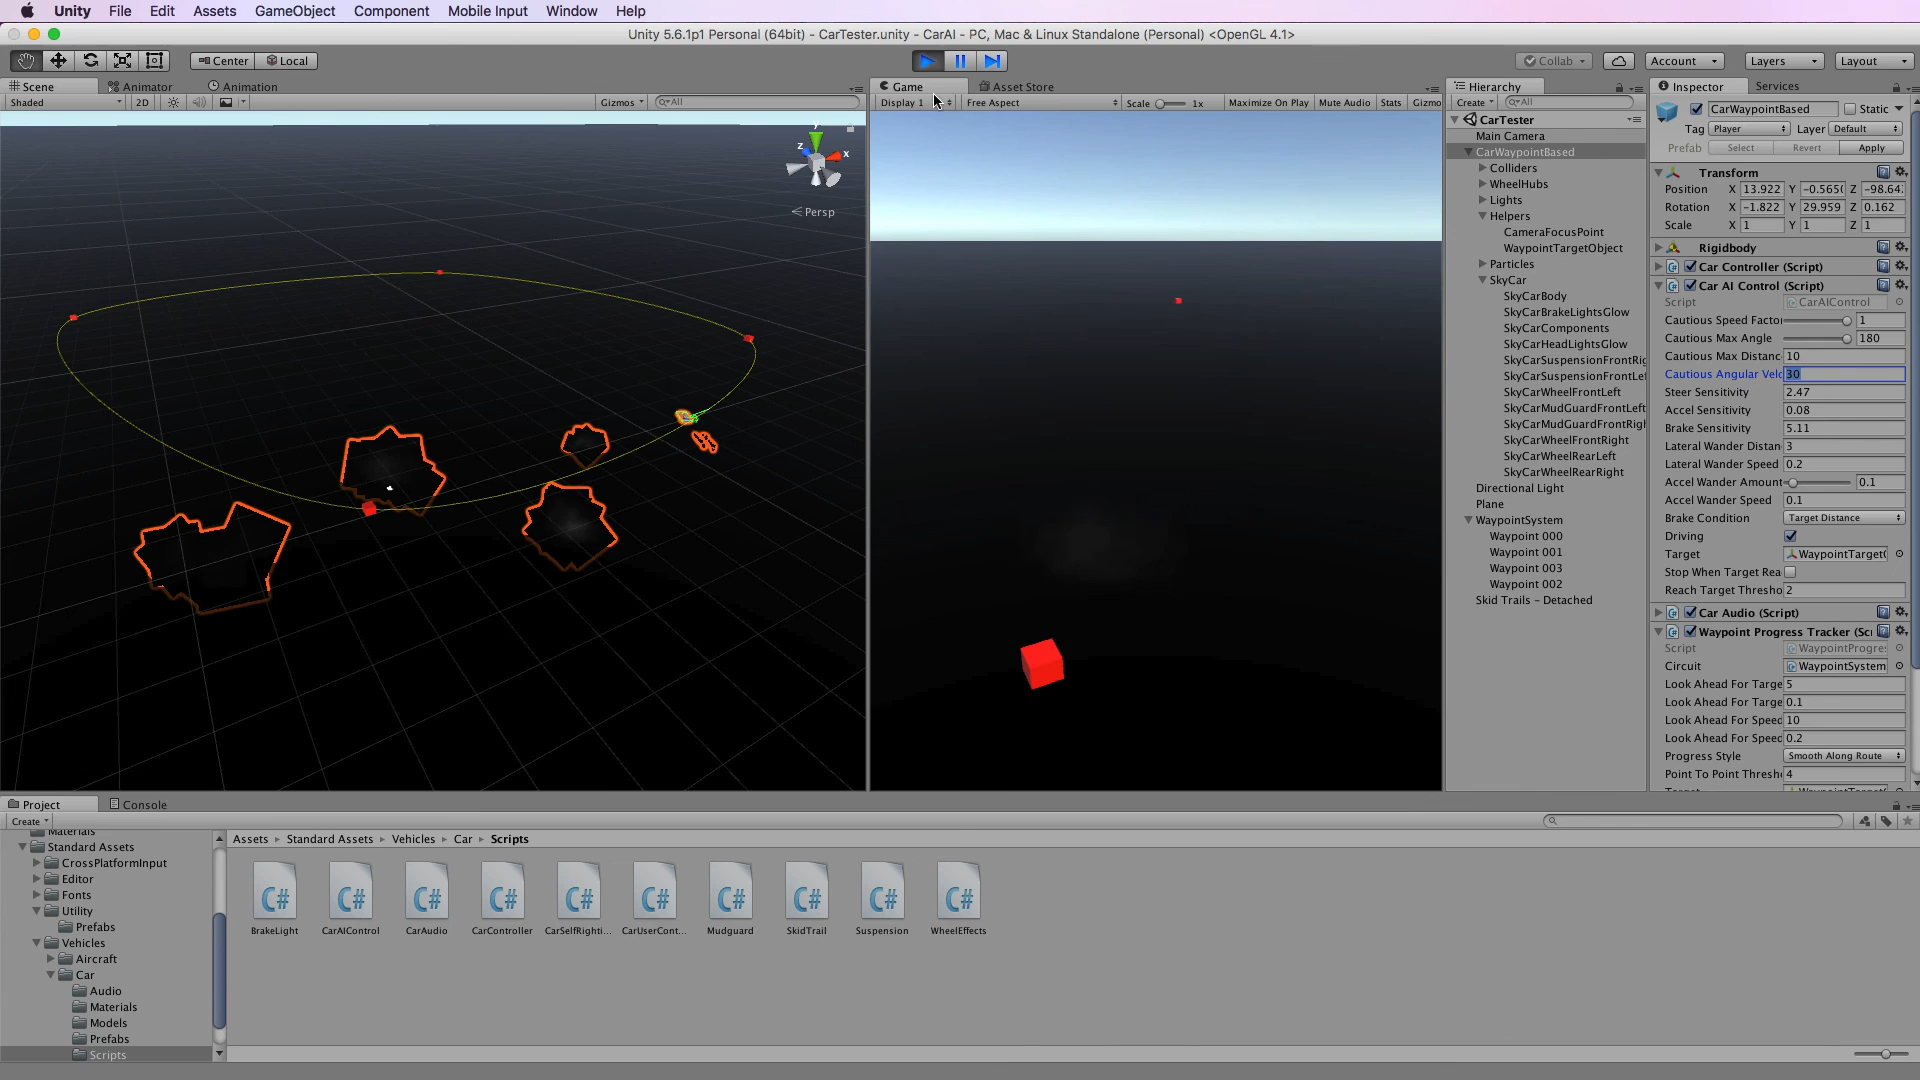 Unity File Edit Assets GameObject Component Mobile Input Window Help
Unity 5.6.1p1 Personal (64bit) - CarTester.unity - CarAI - PC, Mac & Linux Standalone (Personal) <OpenGL 4.1>
Center Local Collab Account Layers Layout
Scene Animator Animation
Shaded 2D Gizmos All
y
z
x
Persp
Game Asset Store
Display 1 Free Aspect Scale 1x Maximize On Play Mute Audio Stats Gizmo
Hierarchy
Create All
CarTester
Main Camera
CarWaypointBased
Colliders
WheelHubs
Lights
Helpers
CameraFocusPoint
WaypointTargetObject
Particles
SkyCar
SkyCarBody
SkyCarBrakeLightsGlow
SkyCarComponents
SkyCarHeadLightsGlow
SkyCarSuspensionFrontRig
SkyCarSuspensionFrontLef
SkyCarWheelFrontLeft
SkyCarMudGuardFrontLeft
SkyCarMudGuardFrontRigh
SkyCarWheelFrontRight
SkyCarWheelRearLeft
SkyCarWheelRearRight
Directional Light
Plane
WaypointSystem
Waypoint 000
Waypoint 001
Waypoint 003
Waypoint 002
Skid Trails - Detached
Inspector Services
CarWaypointBased Static
Tag Player Layer Default
Prefab Select Revert Apply
Transform
Position X 13.922 Y -0.565( Z -98.64
Rotation X -1.822 Y 29.959 Z 0.162
Scale X 1 Y 1 Z 1
Rigidbody
Car Controller (Script)
Car AI Control (Script)
Script CarAIControl
Cautious Speed Facto 1
Cautious Max Angle 180
Cautious Max Distanc 10
Cautious Angular Velc 30
Steer Sensitivity 2.47
Accel Sensitivity 0.08
Brake Sensitivity 5.11
Lateral Wander Distan 3
Lateral Wander Speed 0.2
Accel Wander Amount 0.1
Accel Wander Speed 0.1
Brake Condition Target Distance
Driving
Target WaypointTarget(
Stop When Target Rea
Reach Target Thresho 2
Car Audio (Script)
Waypoint Progress Tracker (Sc
Script WaypointProgre
Circuit WaypointSystem
Look Ahead For Targe 5
Look Ahead For Targe 0.1
Look Ahead For Speed 10
Look Ahead For Speed 0.2
Progress Style Smooth Along Route
Point To Point Thresh 4
Project Console
Create
Materials
Standard Assets
CrossPlatformInput
Editor
Fonts
Utility
Prefabs
Vehicles
Aircraft
Car
Audio
Materials
Models
Prefabs
Scripts
Assets Standard Assets Vehicles Car Scripts
C# C# C# C# C# C# C# C# C# C#
BrakeLight CarAIControl CarAudio CarController CarSelfRighti... CarUserCont... Mudguard SkidTrail Suspension WheelEffects